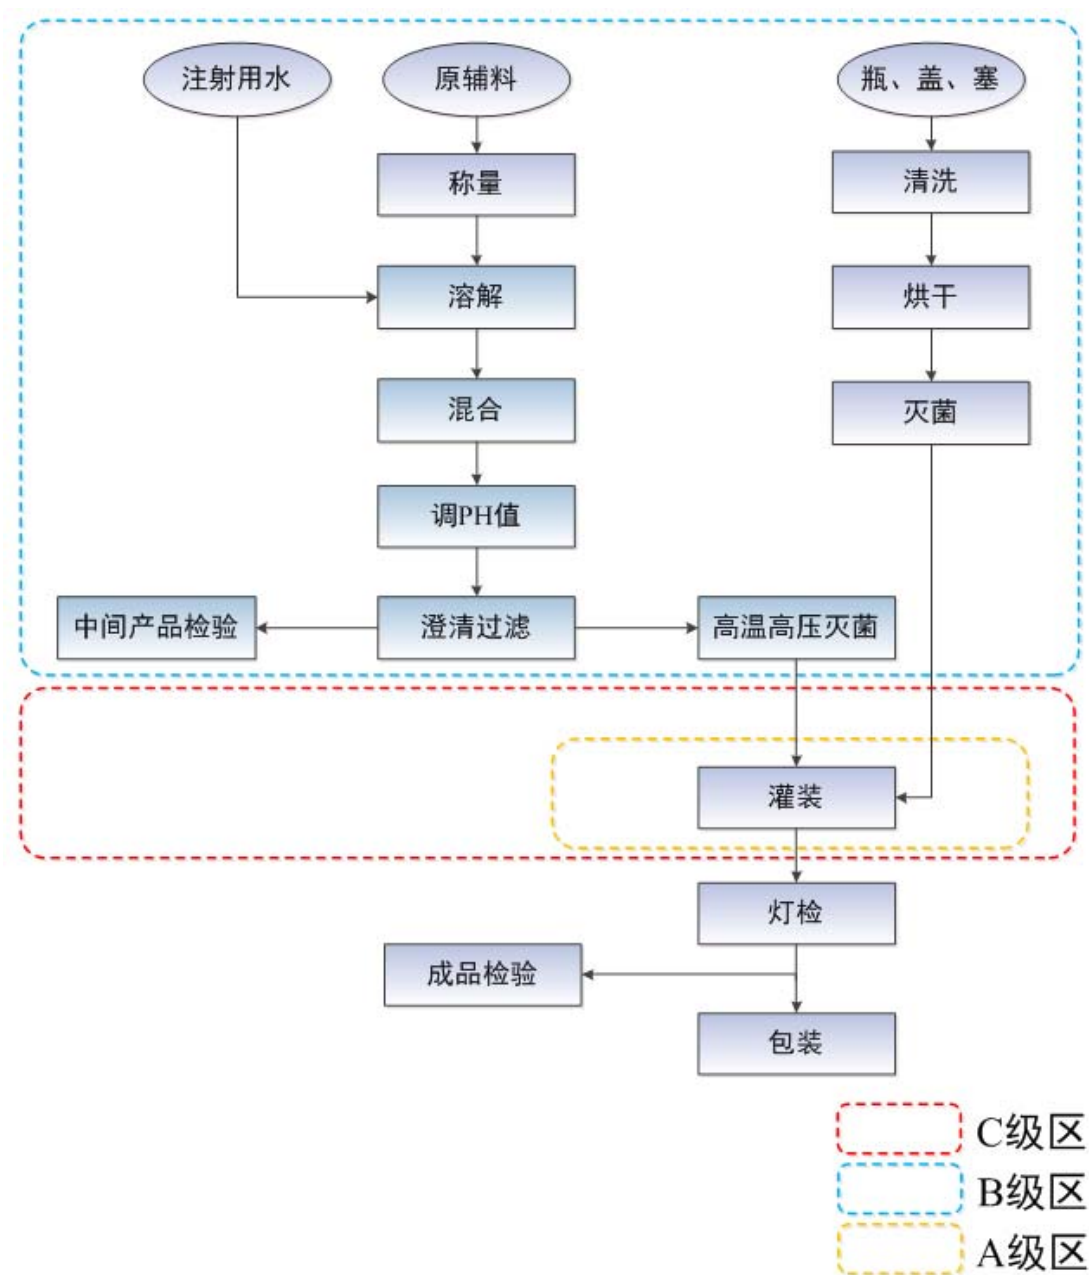 注射用水
原辅料
瓶、盖、塞
称量
清洗
溶解
烘干
混合
灭菌
调PH值
中间产品检验
澄清过滤
高温高压灭菌
灌装
灯检
成品检验
包装
C级区
B级区
A级区